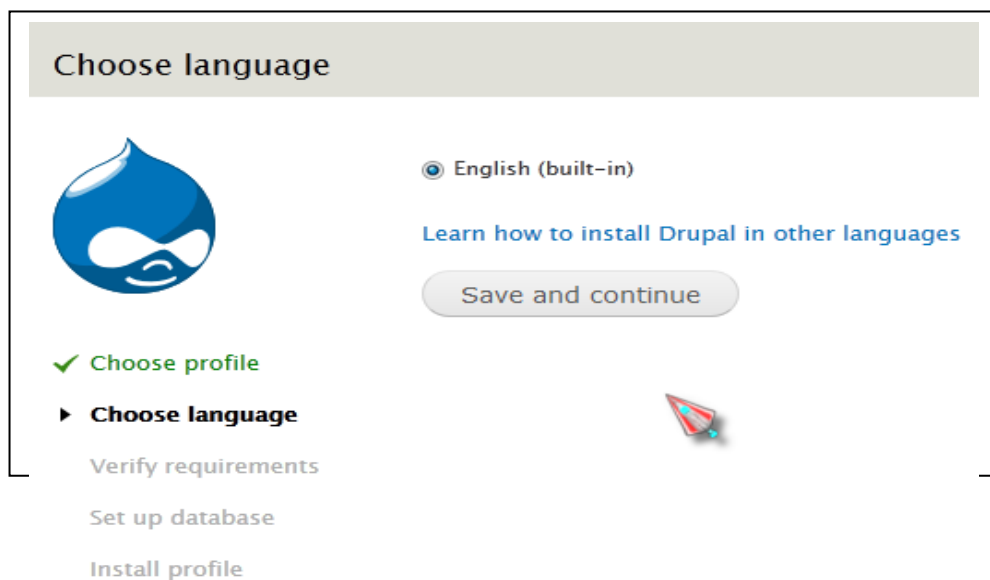 Choose language
English (built-in)
Learn how to install Drupal in other languages
Save and continue
Choose profile
Choose language
Verify requirements
Set up database
Install profile